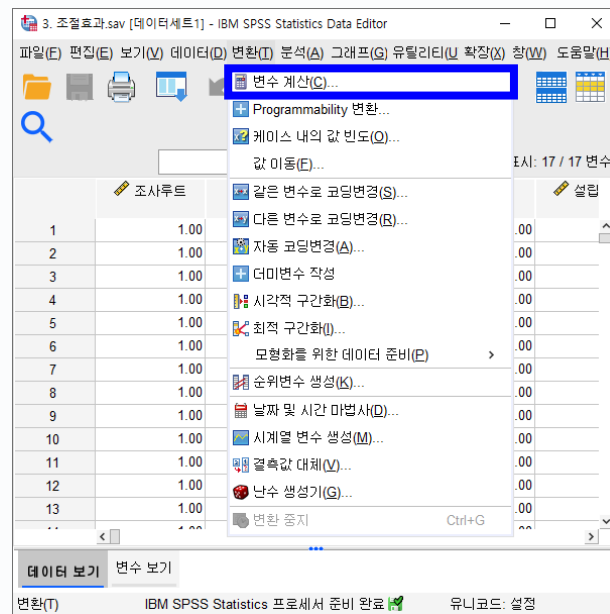 3. 조절효과.sav [데이터세트1] - IBM SPSS Statistics Data Editor
파일(F) 편집(E) 보기(V) 데이터(D) 변환(T) 분석(A) 그래프(G) 유틸리티(U 확장(X) 창(W) 도움말(H
변수 계산(C)...
Programmability 변환...
케이스 내의 값 빈도(O)...
값 이동(F)...
표시: 17 / 17 변수
같은 변수로 코딩변경(S)...
다른 변수로 코딩변경(R)...
자동 코딩변경(A)...
더미변수 작성
시각적 구간화(B)...
최적 구간화(I)...
모형화를 위한 데이터 준비(P)
순위변수 생성(K)...
날짜 및 시간 마법사(D)...
시계열 변수 생성(M)...
결측값 대체(V)...
난수 생성기(G)...
변환 중지 Ctrl+G
조사루트 설립
1 1.00 .00
2 1.00 .00
3 1.00 .00
4 1.00 .00
5 1.00 .00
6 1.00 .00
7 1.00 .00
8 1.00 .00
9 1.00 .00
10 1.00 .00
11 1.00 .00
12 1.00 .00
13 1.00 .00
데이터 보기 변수 보기
변환(T) IBM SPSS Statistics 프로세서 준비 완료 유니코드: 설정